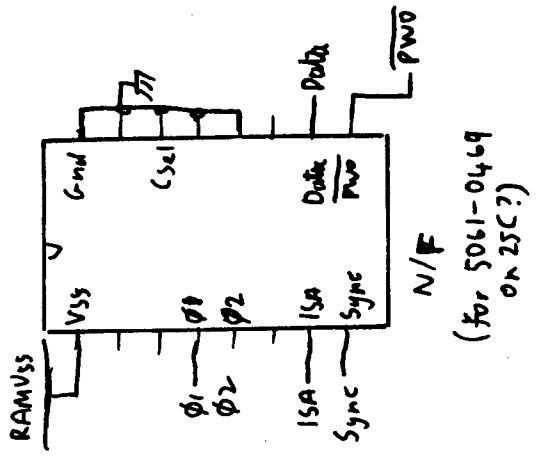 RAMVss
Vss
Gnd
Csel
Φ1
Φ1
Φ2
Φ2
ISA
ISA
Data
Data
Sync
Sync
PWO
PWO
N/F
(for 5061-0469
on 25C?)